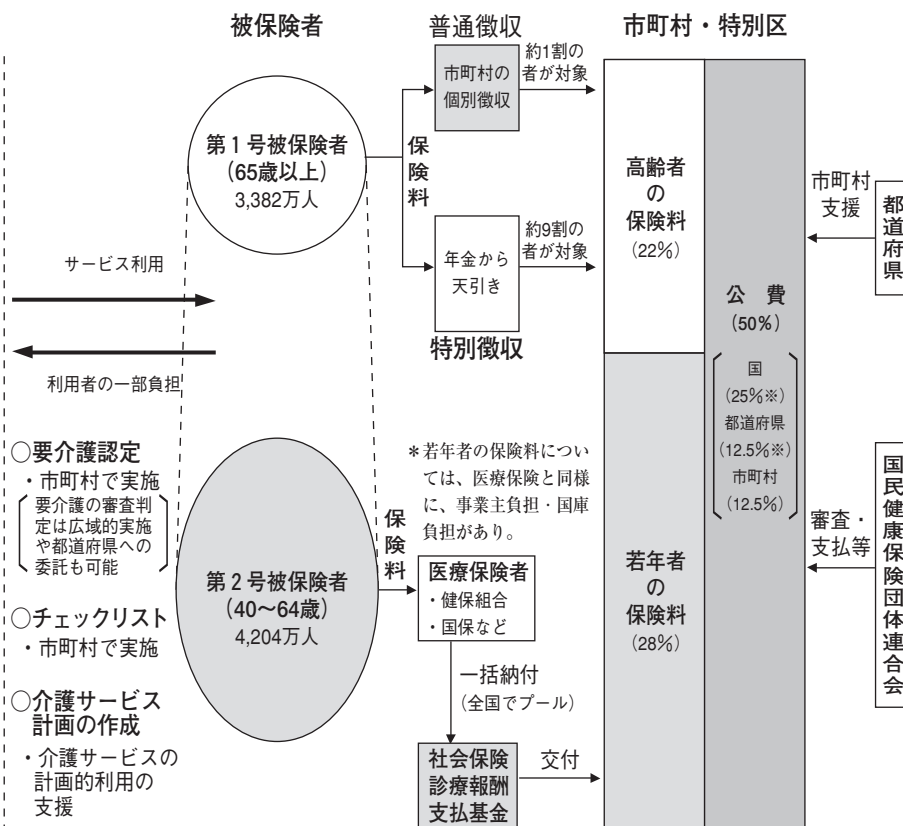 被保険者
普通徴収
市町村・特別区
第1号被保険者
(65歳以上)
3,382万人
保険料
市町村の
個別徴収
約1割の
者が対象
年金から
天引き
約9割の
者が対象
特別徴収
高齢者
の
保険料
(22%)
公 費
(50%)
国
(25%※)
都道府県
(12.5%※)
市町村
(12.5%)
市町村
支援
都道府県
サービス利用
利用者の一部負担
○要介護認定
・市町村で実施
要介護の審査判
定は広域的実施
や都道府県への
委託も可能
○チェックリスト
・市町村で実施
○介護サービス
計画の作成
・介護サービスの
計画的利用の
支援
第2号被保険者
(40〜64歳)
4,204万人
保険料
*若年者の保険料につい
ては、医療保険と同様
に、事業主負担・国庫
負担があり。
医療保険者
・健保組合
・国保など
一括納付
(全国でプール)
社会保険
診療報酬
支払基金
交付
若年者
の
保険料
(28%)
審査・
支払等
国民健康保険団体連合会